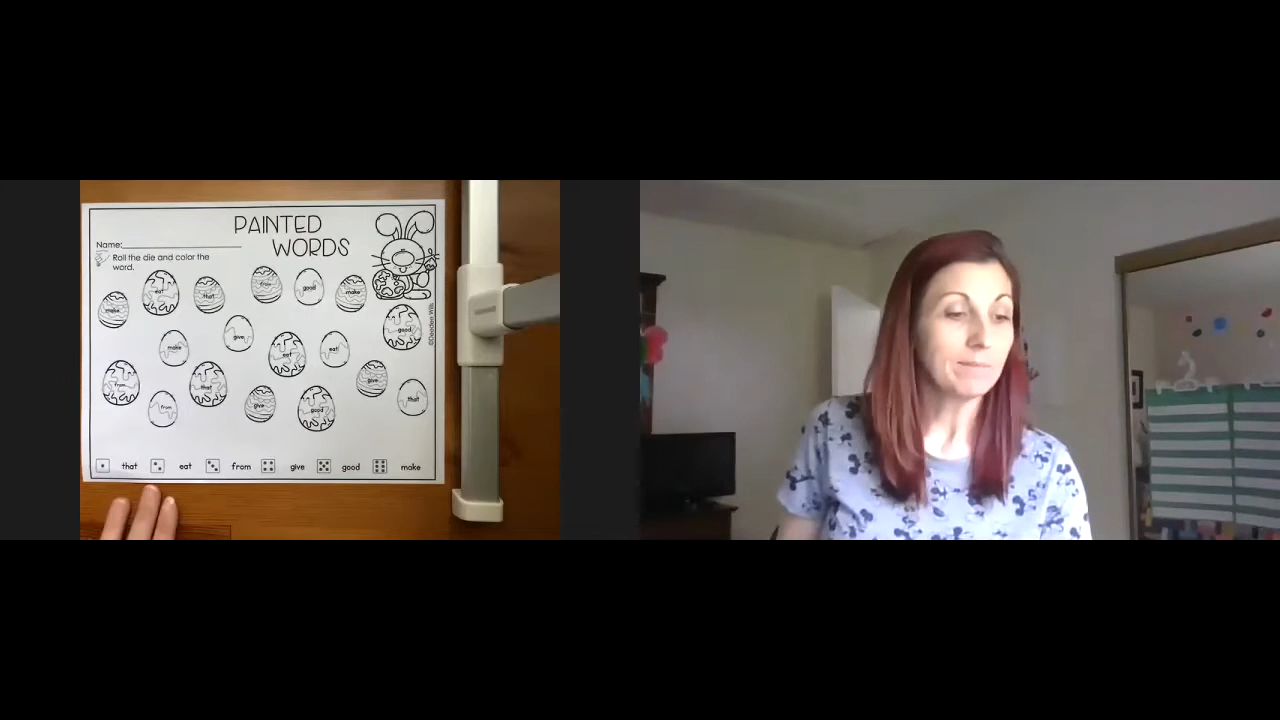 PAINTED
WORDS
Name:
Roll the die and color the
word.
make
eat
that
from
good
make
good
give
make
eat
eat
from
that
give
from
give
good
that
that
eat
from
give
good
make